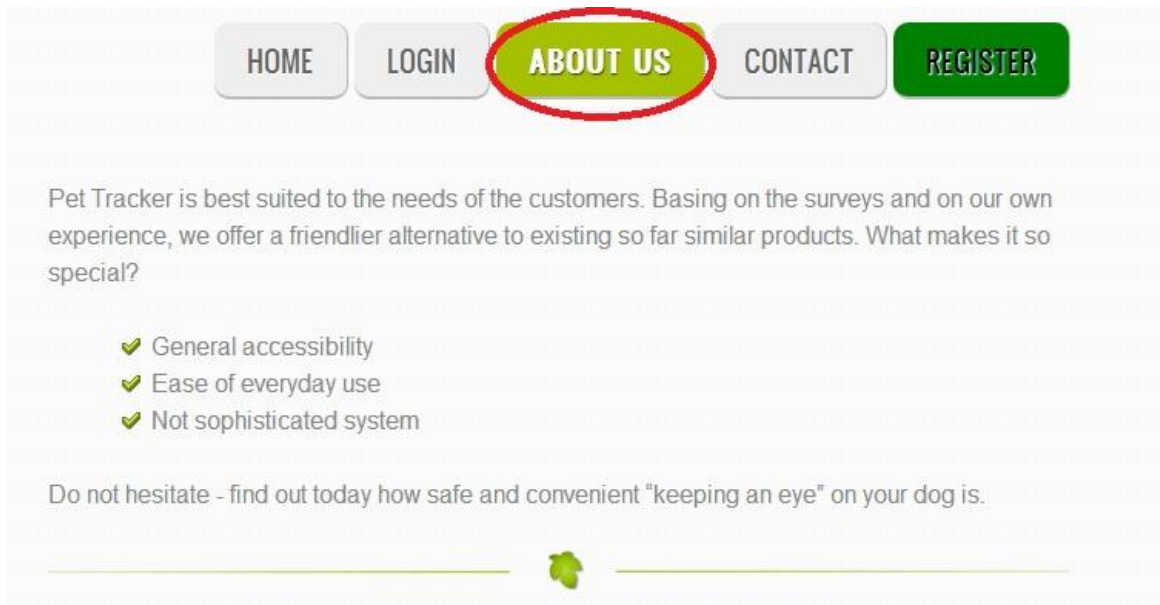 HOME LOGIN ABOUT US CONTACT REGISTER
Pet Tracker is best suited to the needs of the customers. Basing on the surveys and on our own
experience, we offer a friendlier alternative to existing so far similar products. What makes it so
special?
General accessibility
Ease of everyday use
Not sophisticated system
Do not hesitate - find out today how safe and convenient “keeping an eye” on your dog is.